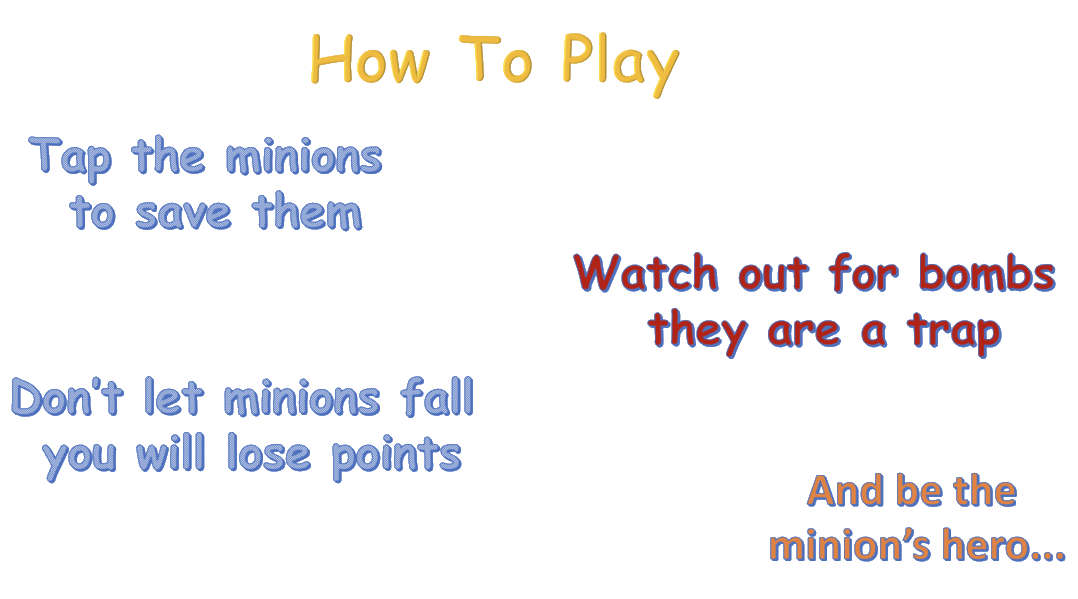 How To Play
Tap the minions
to save them
Watch out for bombs
they are a trap
Don't let minions fall
you will lose points
And be the
minion's hero...